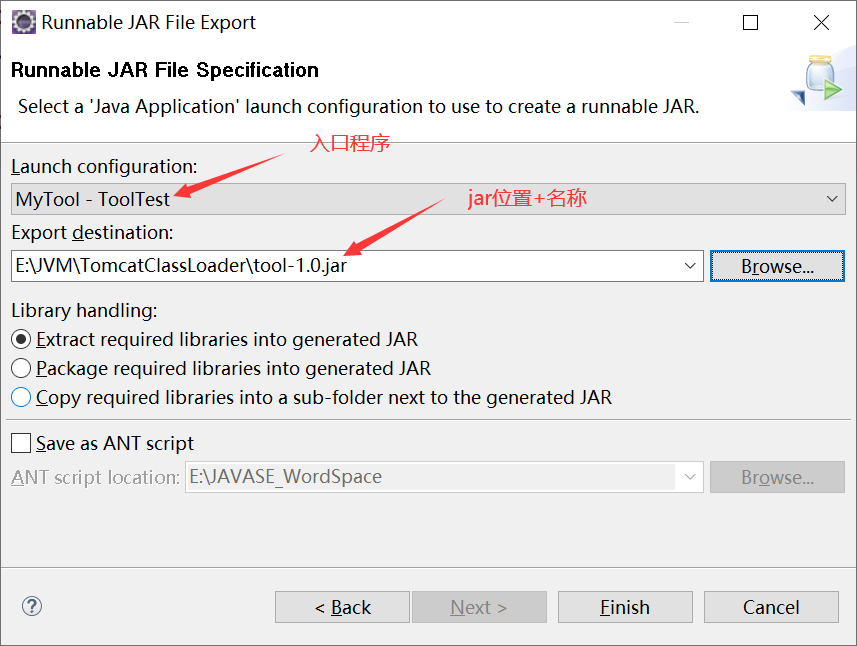 Runnable JAR File Export
Runnable JAR File Specification
Select a 'Java Application' launch configuration to use to create a runnable JAR.
入口程序
Launch configuration:
MyTool - ToolTest
jar位置+名称
Export destination:
E:\JVM\TomcatClassLoader\tool-1.0.jar
Browse...
Library handling:
Extract required libraries into generated JAR
Package required libraries into generated JAR
Copy required libraries into a sub-folder next to the generated JAR
Save as ANT script
ANT script location:
E:\JAVASE_WordSpace
Browse...
?
< Back
Next >
Finish
Cancel